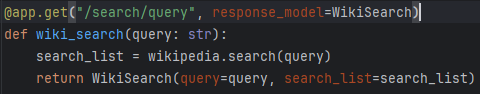 @app.get("/search/query", response_model=WikiSearch)
def wiki_search(query: str):
    search_list = wikipedia.search(query)
    return WikiSearch(query=query, search_list=search_list)